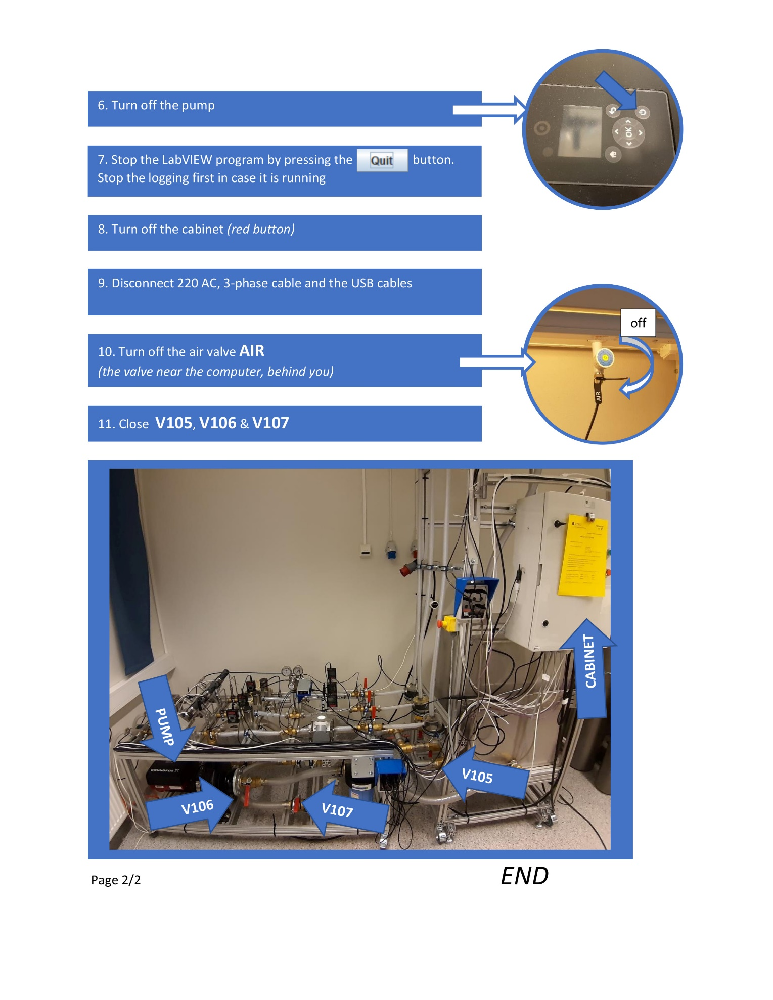 6. Turn off the pump
OK
7. Stop the LabVIEW program by pressing the Quit button.
Stop the logging first in case it is running
8. Turn off the cabinet (red button)
9. Disconnect 220 AC, 3-phase cable and the USB cables
off
10. Turn off the air valve AIR
(the valve near the computer, behind you)
AIR
11. Close V105, V106 & V107
CABINET
PUMP
GRUNDFOS
V105
V106
V107
Page 2/2
END